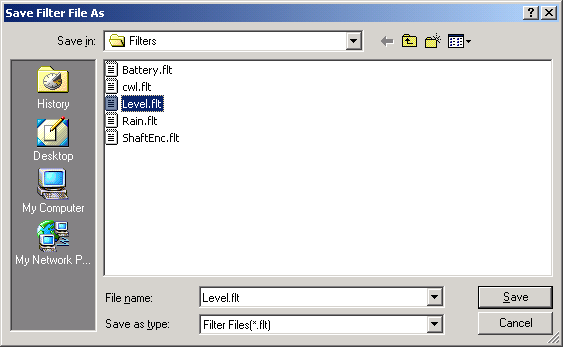 Save Filter File As
Save in: Filters
History
Desktop
My Computer
My Network P...
Battery.flt
cwl.flt
Level.flt
Rain.flt
ShaftEnc.flt
File name: Level.flt Save
Save as type: Filter Files(*.flt) Cancel